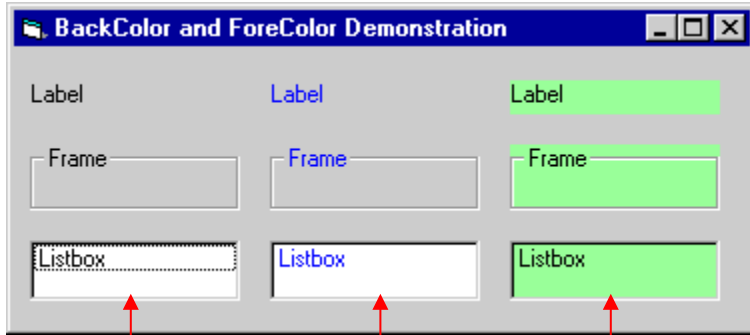 BackColor and ForeColor Demonstration
Label Label Label
Frame Frame Frame
Listbox Listbox Listbox